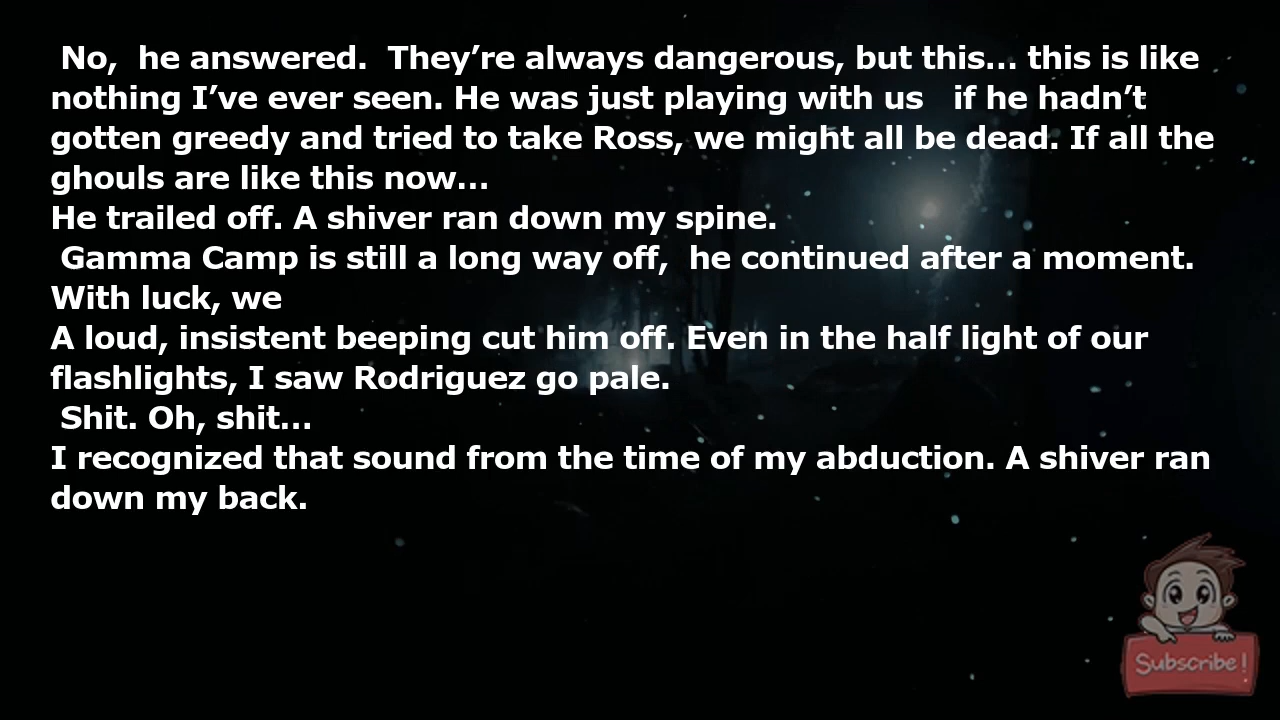 No,  he answered.  They’re always dangerous, but this... this is like
nothing I’ve ever seen. He was just playing with us   if he hadn’t
gotten greedy and tried to take Ross, we might all be dead. If all the
ghouls are like this now...
He trailed off. A shiver ran down my spine.
Gamma Camp is still a long way off,  he continued after a moment.
With luck, we
A loud, insistent beeping cut him off. Even in the half light of our
flashlights, I saw Rodriguez go pale.
Shit. Oh, shit...
I recognized that sound from the time of my abduction. A shiver ran
down my back.
Subscribe!